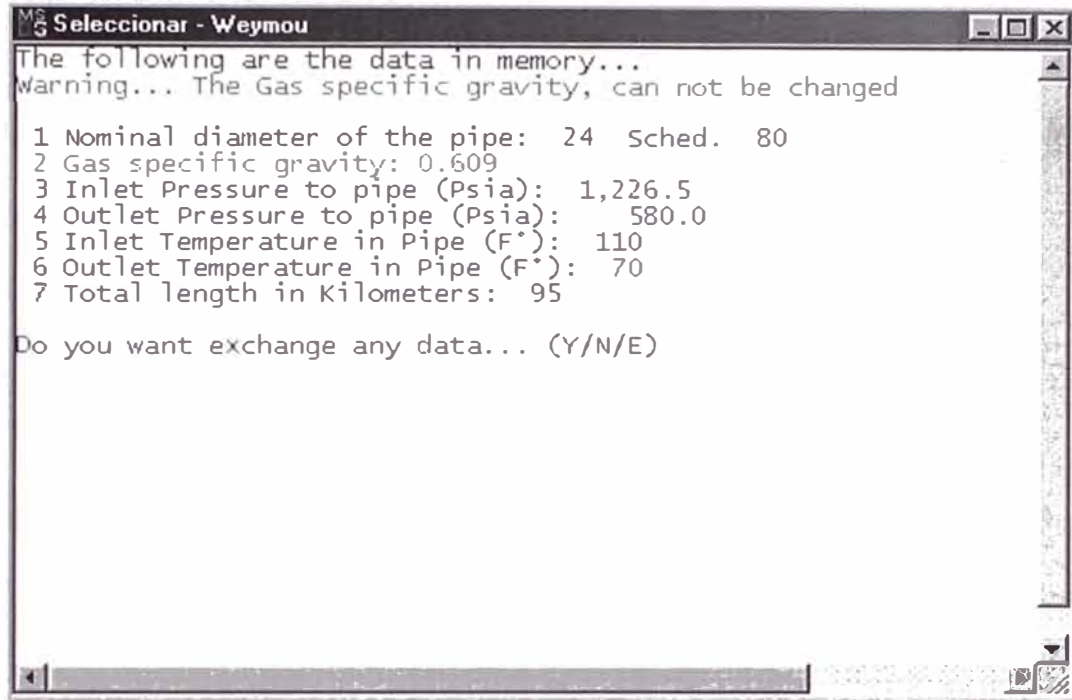 Seleccionar - Weymou
The following are the data in memory...
Warning... The Gas specific gravity, can not be changed
1 Nominal diameter of the pipe: 24 Sched. 80
2 Gas specific gravity: 0.609
3 Inlet Pressure to pipe (Psia): 1,226.5
4 Outlet Pressure to pipe (Psia): 580.0
5 Inlet Temperature in Pipe (F°): 110
6 Outlet Temperature in Pipe (F°): 70
7 Total length in Kilometers: 95
Do you want exchange any data... (Y/N/E)